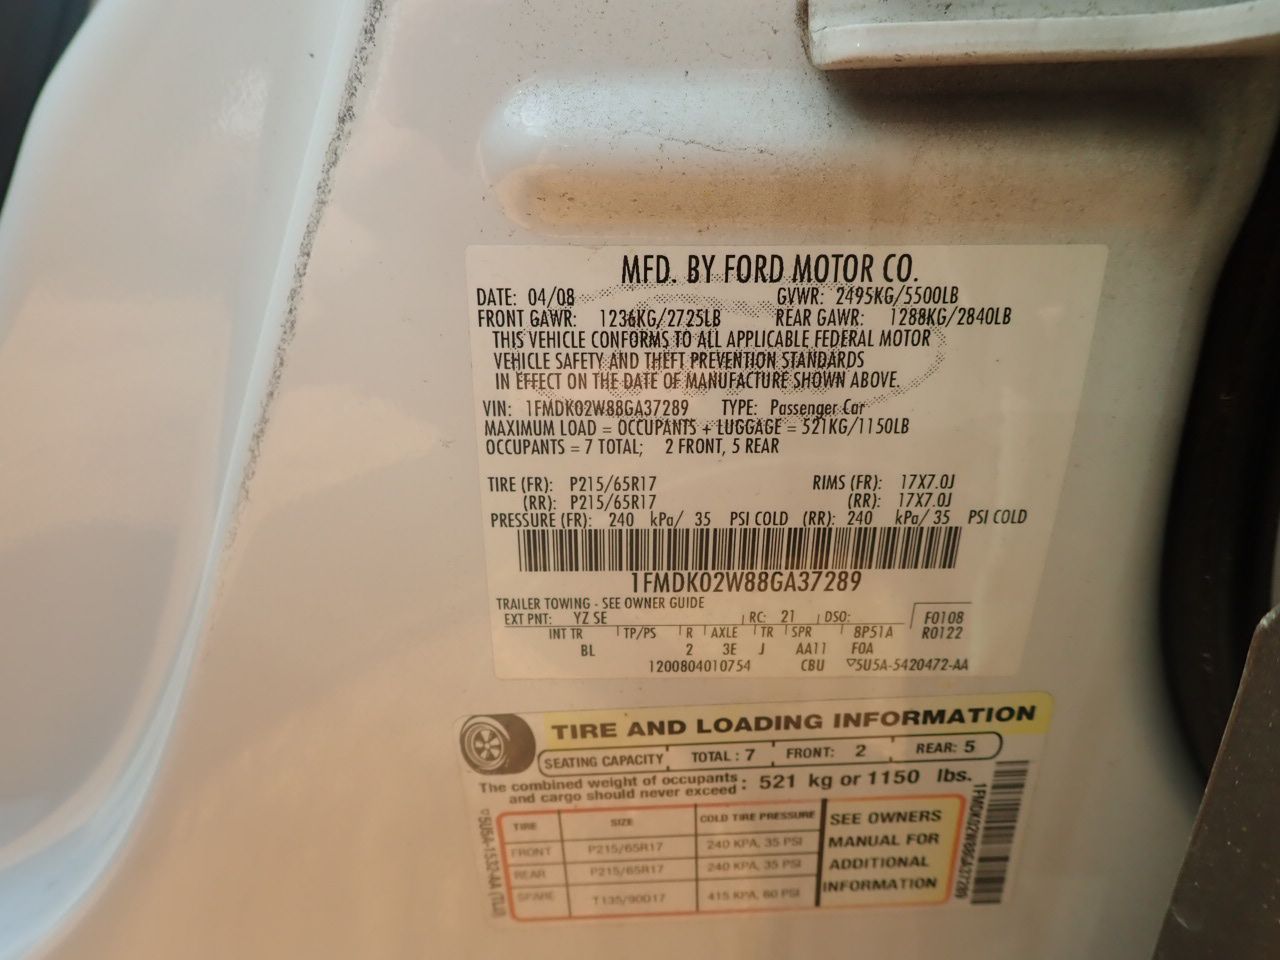 MFD. BY FORD MOTOR CO.
DATE: 04/08 GVWR: 2495KG/5500LB
FRONT GAWR: 1236KG/2725LB REAR GAWR: 1288KG/2840LB
THIS VEHICLE CONFORMS TO ALL APPLICABLE FEDERAL MOTOR
VEHICLE SAFETY AND THEFT PREVENTION STANDARDS
IN EFFECT ON THE DATE OF MANUFACTURE SHOWN ABOVE.
VIN: 1FMDK02W88GA37289 TYPE: Passenger Car
MAXIMUM LOAD = OCCUPANTS + LUGGAGE = 521KG/1150LB
OCCUPANTS = 7 TOTAL; 2 FRONT, 5 REAR
TIRE (FR): P215/65R17 RIMS (FR): 17X7.0J
(RR): P215/65R17 (RR): 17X7.0J
PRESSURE (FR): 240 kPa/ 35 PSI COLD (RR): 240 kPa/ 35 PSI COLD
1FMDK02W88GA37289
TRAILER TOWING - SEE OWNER GUIDE
EXT PNT: YZ SE RC: 21 DSO: F0108
INT TR TP/PS R AXLE TR SPR 8P51A R0122
BL 2 3E J AA11 F0A
1200804010754 CBU ▽5U5A-5420472-AA
TIRE AND LOADING INFORMATION
SEATING CAPACITY TOTAL : 7 FRONT: 2 REAR: 5
The combined weight of occupants
and cargo should never exceed : 521 kg or 1150 lbs.
TIRE SIZE COLD TIRE PRESSURE
FRONT P215/65R17 240 KPA, 35 PSI
REAR P215/65R17 240 KPA, 35 PSI
SPARE T135/90D17 415 KPA, 60 PSI
SEE OWNERS
MANUAL FOR
ADDITIONAL
INFORMATION
▽5U5A-1532-AA (TLI)
1FMDK02W88GA37289